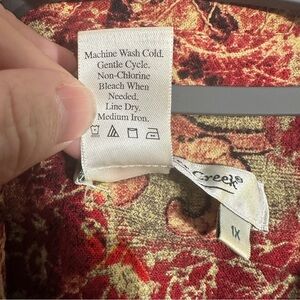 Machine Wash Cold.
Gentle Cycle.
Non-Chlorine
Bleach When
Needed.
Line Dry.
Medium Iron.
Creek
1X